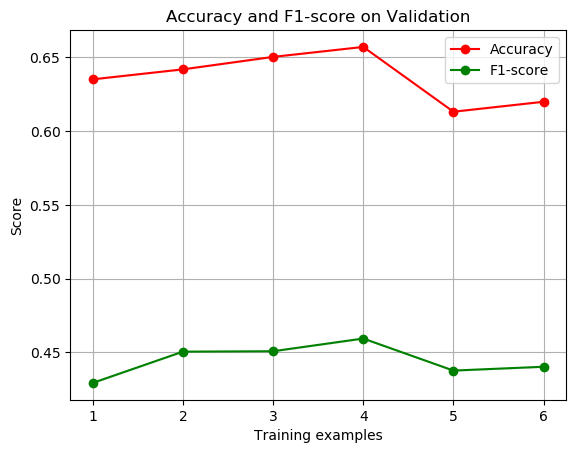 Accuracy and F1-score on Validation
Accuracy
F1-score
0.65
0.60
0.55
0.50
0.45
Score
1 2 3 4 5 6
Training examples